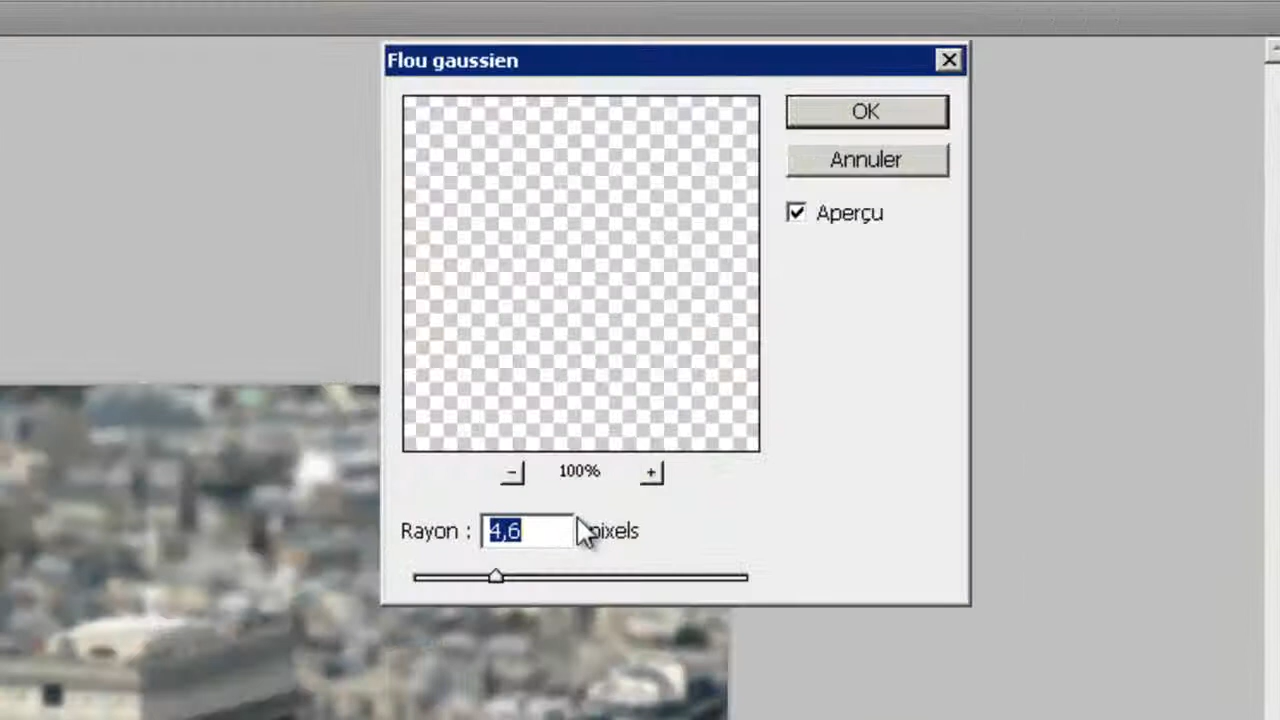 Flou gaussien
OK
Annuler
Aperçu
- 100% +
Rayon : 4,6 pixels